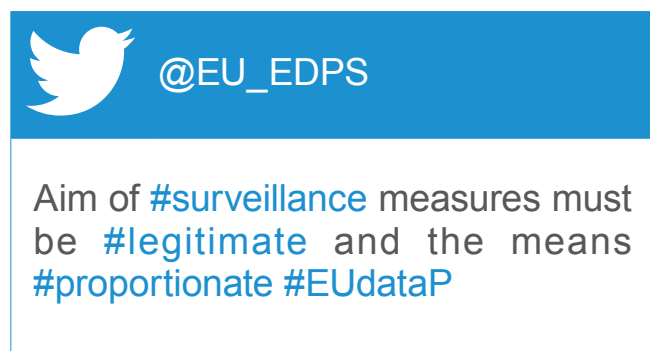 @EU_EDPS
Aim of #surveillance measures must
be #legitimate and the means
#proportionate #EUdataP